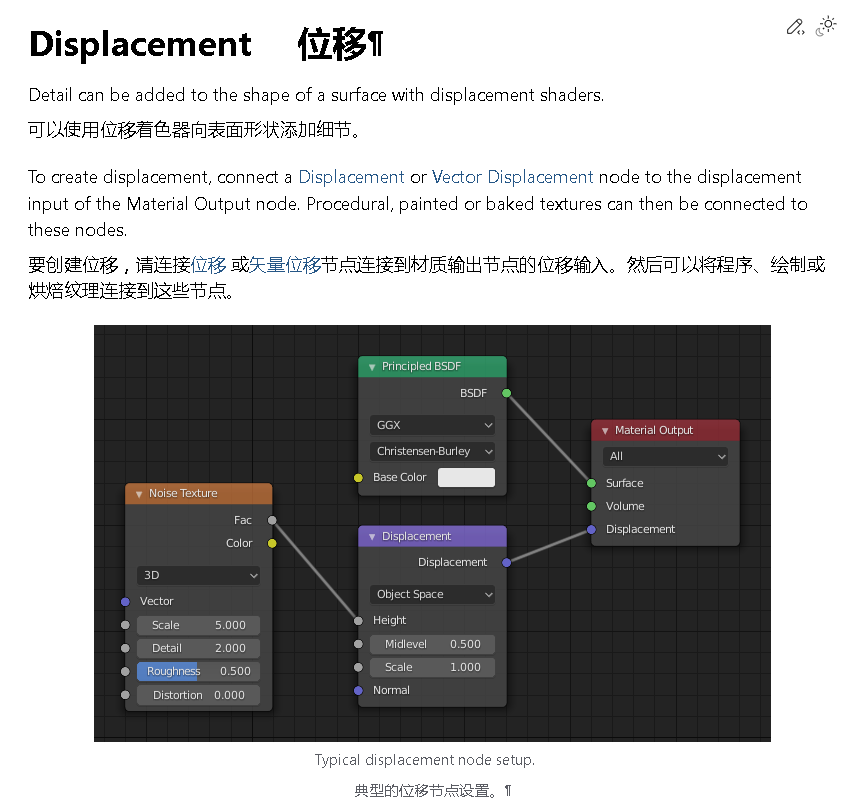 Displacement 位移¶
Detail can be added to the shape of a surface with displacement shaders.
可以使用位移着色器向表面形状添加细节。
To create displacement, connect a Displacement or Vector Displacement node to the displacement
input of the Material Output node. Procedural, painted or baked textures can then be connected to
these nodes.
要创建位移，请连接位移 或矢量位移节点连接到材质输出节点的位移输入。然后可以将程序、绘制或
烘焙纹理连接到这些节点。
Principled BSDF
BSDF
GGX
Christensen-Burley
Base Color
Material Output
All
Surface
Volume
Displacement
Noise Texture
Fac
Color
3D
Vector
Scale 5.000
Detail 2.000
Roughness 0.500
Distortion 0.000
Displacement
Displacement
Object Space
Height
Midlevel 0.500
Scale 1.000
Normal
Typical displacement node setup.
典型的位移节点设置。¶